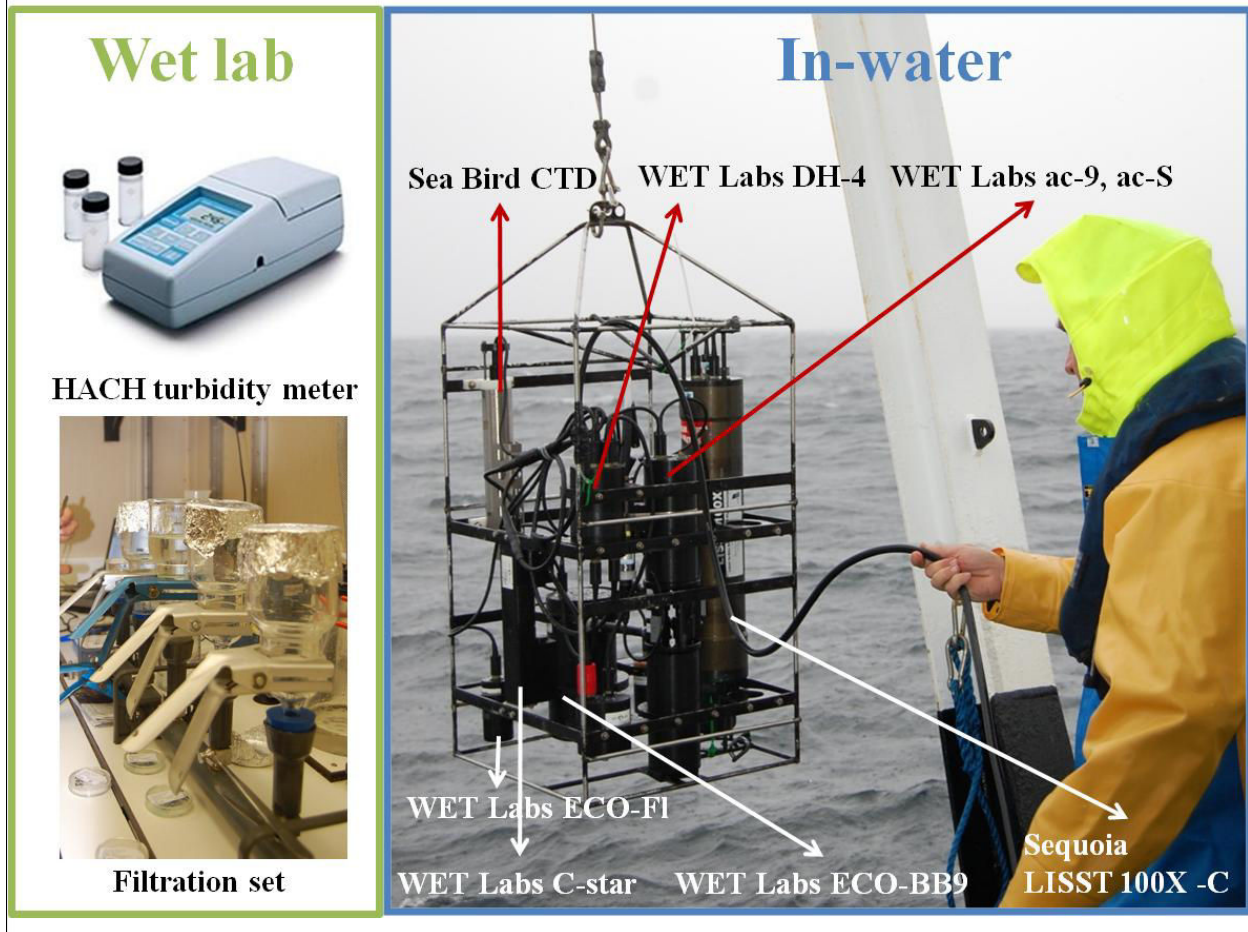 Wet lab
HACH turbidity meter
Filtration set
In-water
Sea Bird CTD
WET Labs DH-4
WET Labs ac-9, ac-S
WET Labs ECO-Fl
WET Labs C-star
WET Labs ECO-BB9
Sequoia
LISST 100X -C